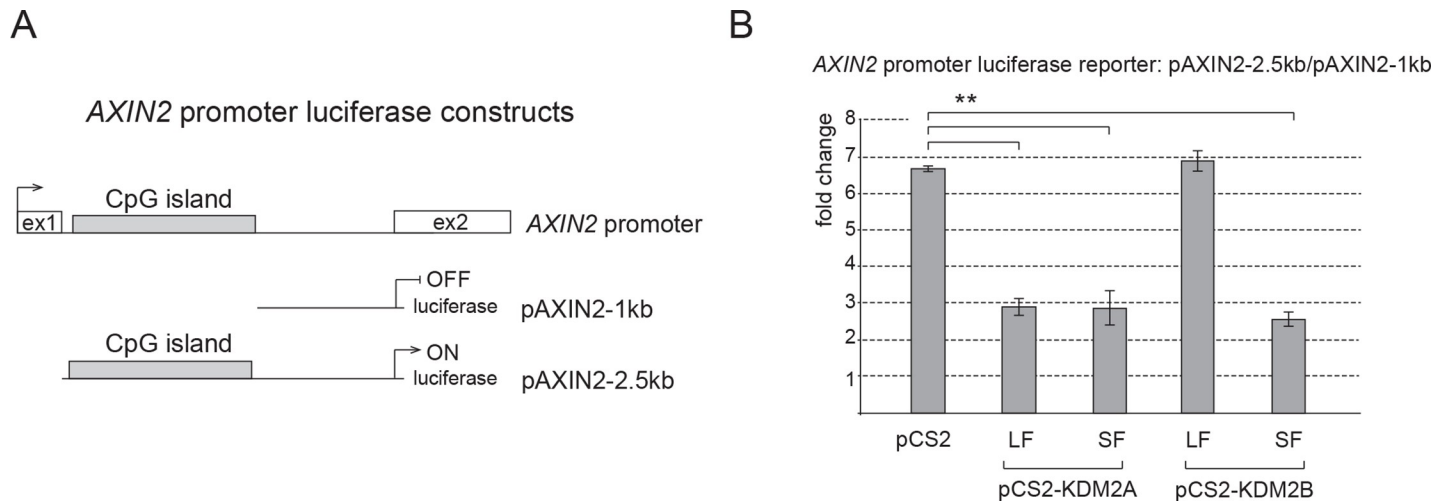 A
AXIN2 promoter luciferase constructs
CpG island
ex1
ex2
AXIN2 promoter
OFF
luciferase
pAXIN2-1kb
CpG island
ON
luciferase
pAXIN2-2.5kb
B
AXIN2 promoter luciferase reporter: pAXIN2-2.5kb/pAXIN2-1kb
**
fold change
8
7
6
5
4
3
2
1
pCS2
LF
SF
LF
SF
pCS2-KDM2A
pCS2-KDM2B